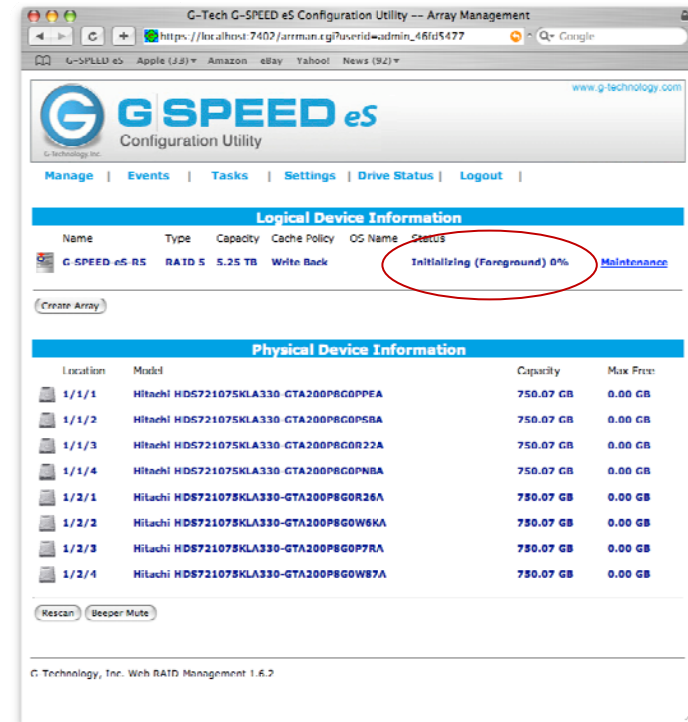 G-Tech G-SPEED eS Configuration Utility -- Array Management
https://localhost:7402/arrman.cgi?userid=admin_46fd5477 Q- Google
G-SPEED eS Apple (33) Amazon eBay Yahoo! News (92)
www.g-technology.com
G SPEED eS
Configuration Utility
G-Technology, Inc.
Manage | Events | Tasks | Settings | Drive Status | Logout |
Logical Device Information
Name Type Capacity Cache Policy OS Name Status
G-SPEED-eS-R5 RAID 5 5.25 TB Write Back Initializing (Foreground) 0% Maintenance
Create Array
Physical Device Information
Location Model Capacity Max Free
1/1/1 Hitachi HDS721075KLA330-GTA200P8G0PPEA 750.07 GB 0.00 GB
1/1/2 Hitachi HDS721075KLA330-GTA200P8G0PSBA 750.07 GB 0.00 GB
1/1/3 Hitachi HDS721075KLA330-GTA200P8G0R22A 750.07 GB 0.00 GB
1/1/4 Hitachi HDS721075KLA330-GTA200P8G0PNBA 750.07 GB 0.00 GB
1/2/1 Hitachi HDS721075KLA330-GTA200P8G0R26A 750.07 GB 0.00 GB
1/2/2 Hitachi HDS721075KLA330-GTA200P8G0W6KA 750.07 GB 0.00 GB
1/2/3 Hitachi HDS721075KLA330-GTA200P8G0P7RA 750.07 GB 0.00 GB
1/2/4 Hitachi HDS721075KLA330-GTA200P8G0W87A 750.07 GB 0.00 GB
Rescan Beeper Mute
G-Technology, Inc. Web RAID Management 1.6.2